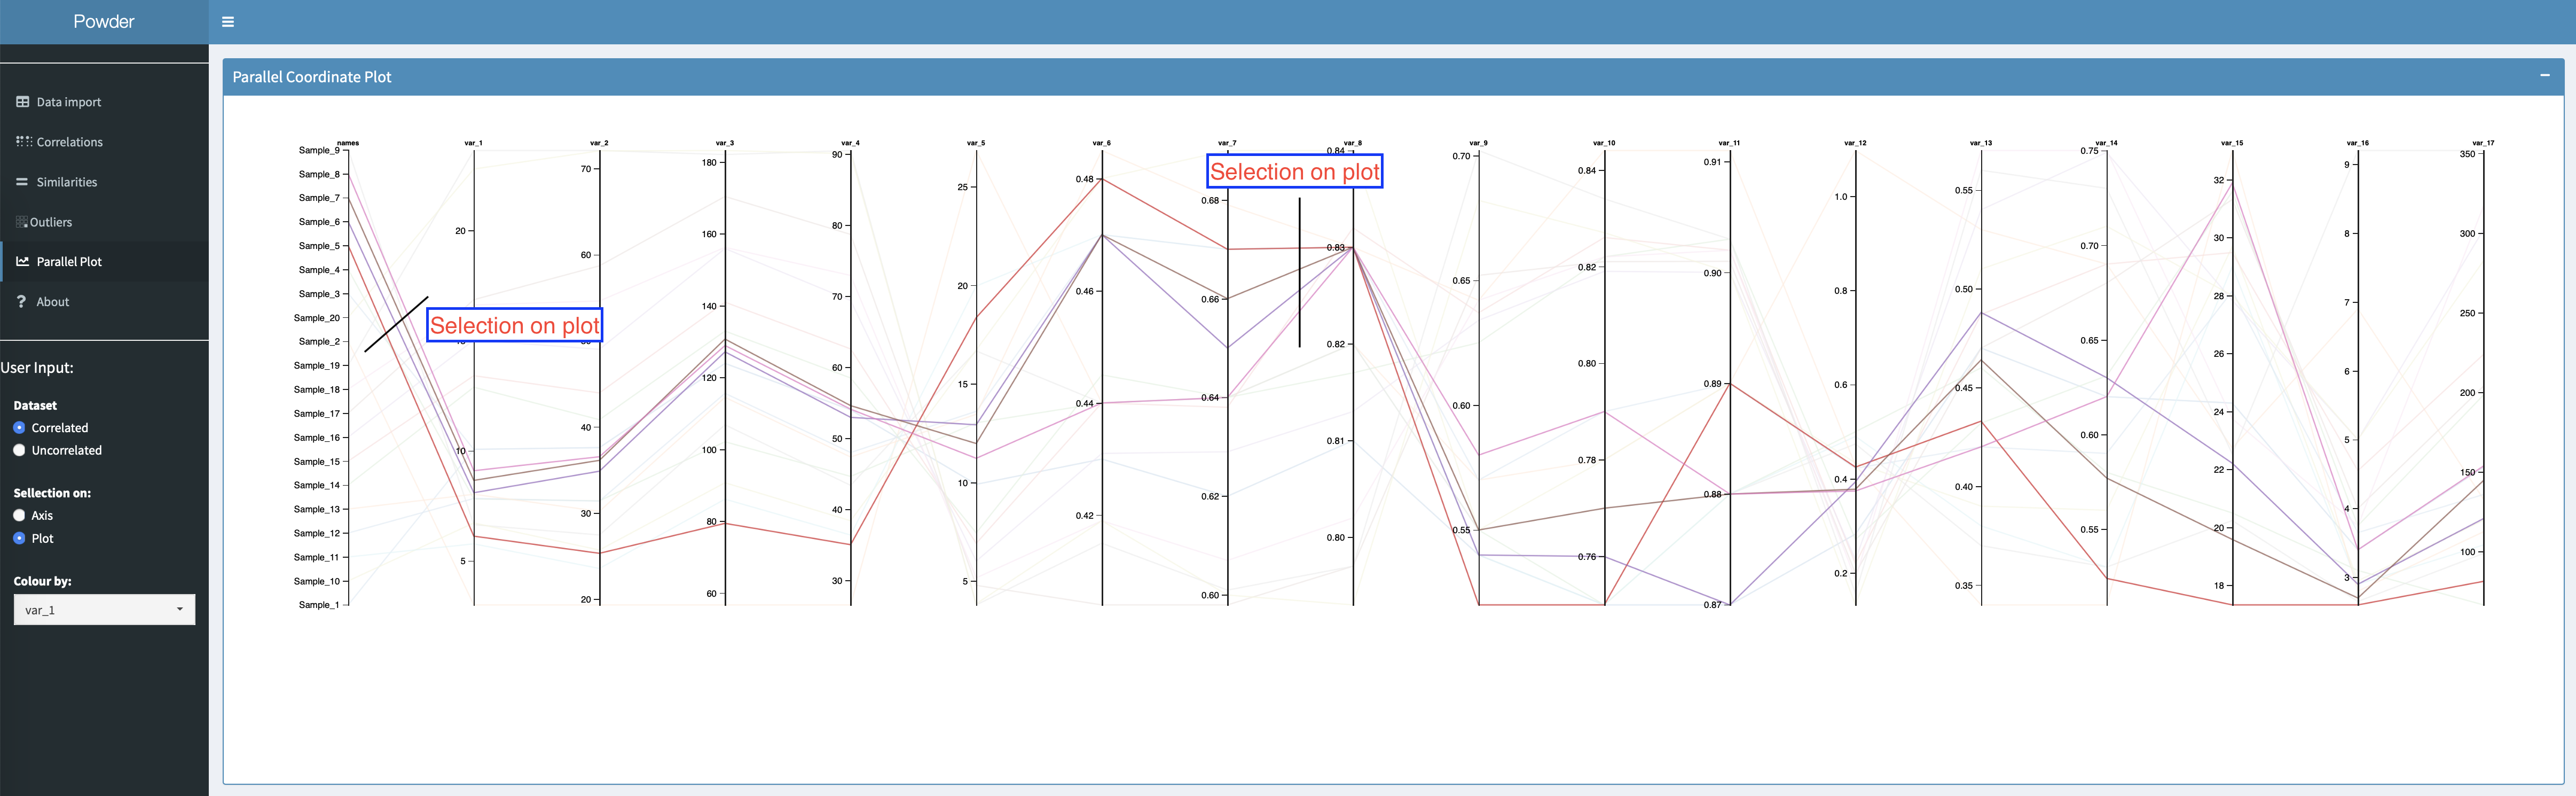 Powder
Data import
Correlations
Similarities
Outliers
Parallel Plot
About
User Input:
Dataset
Correlated
Uncorrelated
Sellection on:
Axis
Plot
Colour by:
var_1
Parallel Coordinate Plot
names var_1 var_2 var_3 var_4 var_5 var_6 var_7 var_8 var_9 var_10 var_11 var_12 var_13 var_14 var_15 var_16 var_17
Sample_9
Sample_8
Sample_7
Sample_6
Sample_5
Sample_4
Sample_3
Sample_20
Sample_2
Sample_19
Sample_18
Sample_17
Sample_16
Sample_15
Sample_14
Sample_13
Sample_12
Sample_11
Sample_10
Sample_1
20
10
5
70
60
40
30
20
180
160
140
120
100
80
60
90
80
70
60
50
40
30
25
20
15
10
5
0.48
0.46
0.44
0.42
0.68
0.66
0.64
0.62
0.60
0.84
0.83
0.82
0.81
0.80
0.70
0.65
0.60
0.55
0.84
0.82
0.80
0.78
0.76
0.91
0.90
0.89
0.88
0.87
1.0
0.8
0.6
0.4
0.2
0.55
0.50
0.45
0.40
0.35
0.75
0.70
0.65
0.60
0.55
32
30
28
26
24
22
20
18
9
8
7
6
5
4
3
350
300
250
200
150
100
Selection on plot
Selection on plot